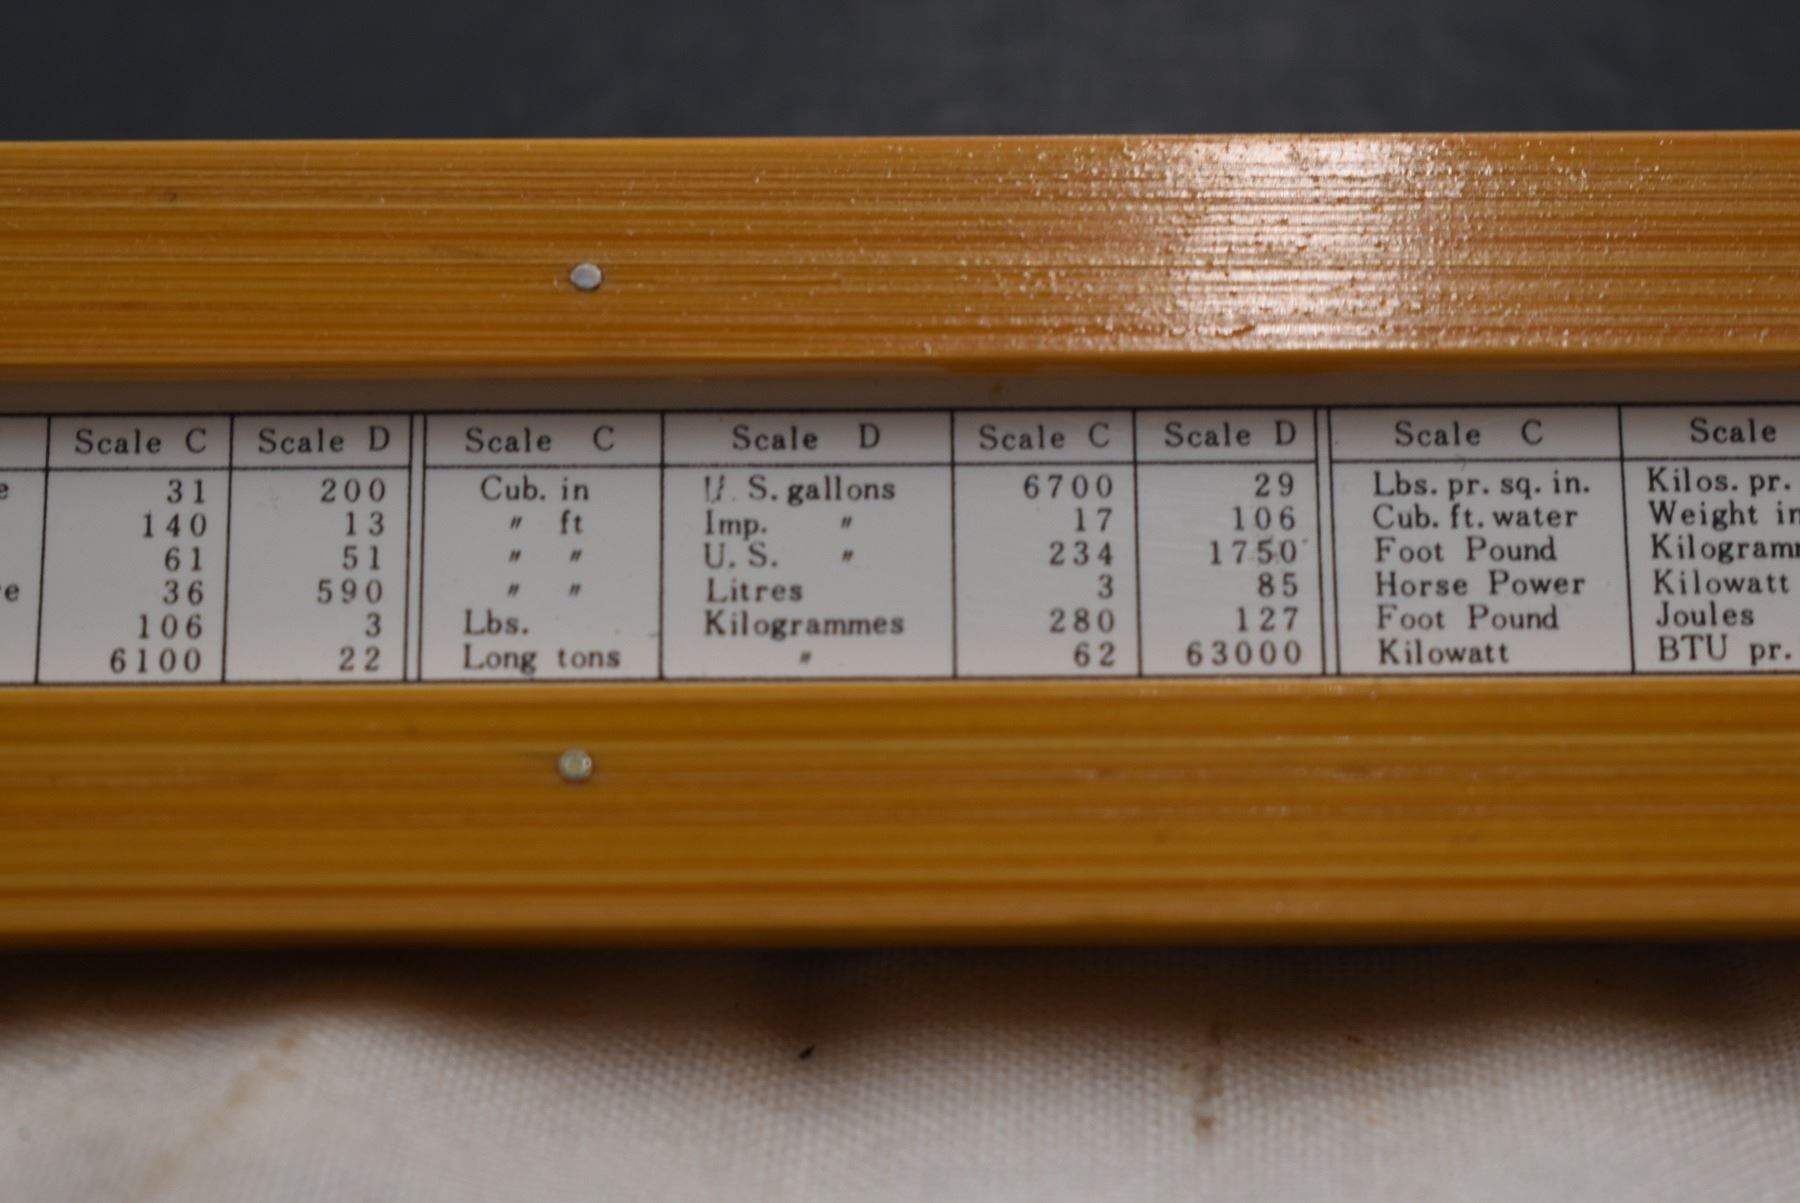 Scale C Scale D Scale C Scale D Scale C Scale D Scale C Scale
31 200 Cub. in U. S. gallons 6700 29 Lbs. pr. sq. in. Kilos. pr.
140 13 " ft Imp. " 17 106 Cub. ft. water Weight in
61 51 " " U. S. " 234 1750 Foot Pound
36 590 " " Litres 3 85 Horse Power Kilowatt
106 3 Lbs. Kilogrammes 280 127 Foot Pound Joules
6100 22 Long tons " 62 63000 Kilowatt BTU pr.